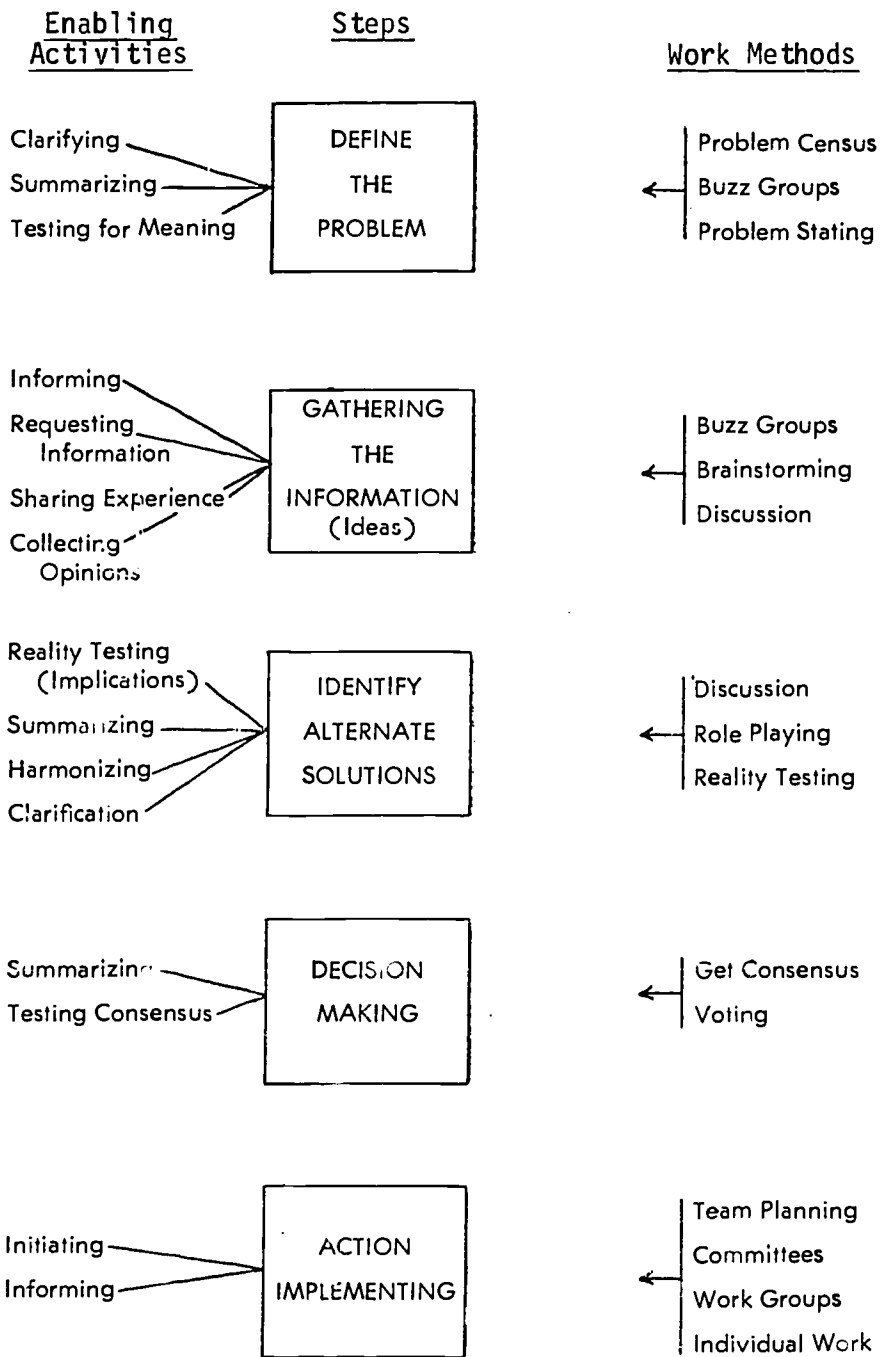 Enabling
Activities
Steps
Work Methods
Clarifying
Summarizing
Testing for Meaning
DEFINE
THE
PROBLEM
Problem Census
Buzz Groups
Problem Stating
Informing
Requesting
Information
Sharing Experience
Collecting
Opinions
GATHERING
THE
INFORMATION
(Ideas)
Buzz Groups
Brainstorming
Discussion
Reality Testing
(Implications)
Summarizing
Harmonizing
Clarification
IDENTIFY
ALTERNATE
SOLUTIONS
Discussion
Role Playing
Reality Testing
Summarizing
Testing Consensus
DECISION
MAKING
Get Consensus
Voting
Initiating
Informing
ACTION
IMPLEMENTING
Team Planning
Committees
Work Groups
Individual Work